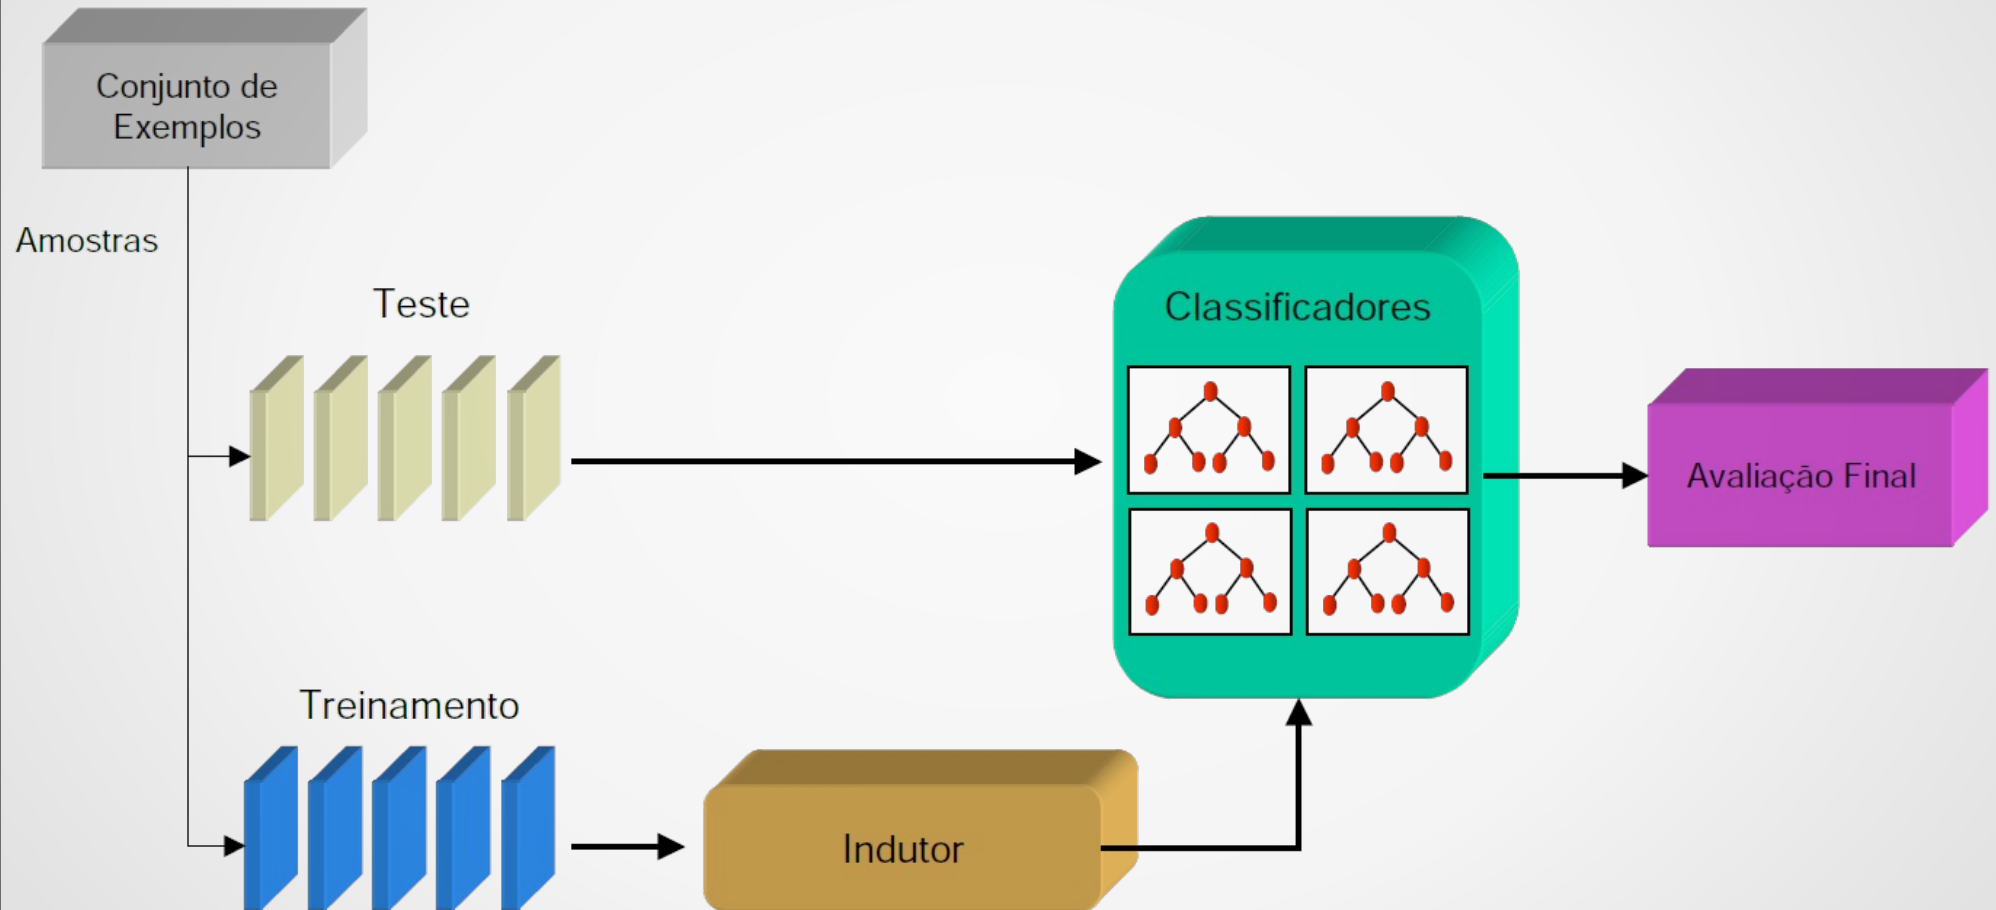 Conjunto de
Exemplos
Amostras
Teste
Classificadores
Avaliação Final
Treinamento
Indutor